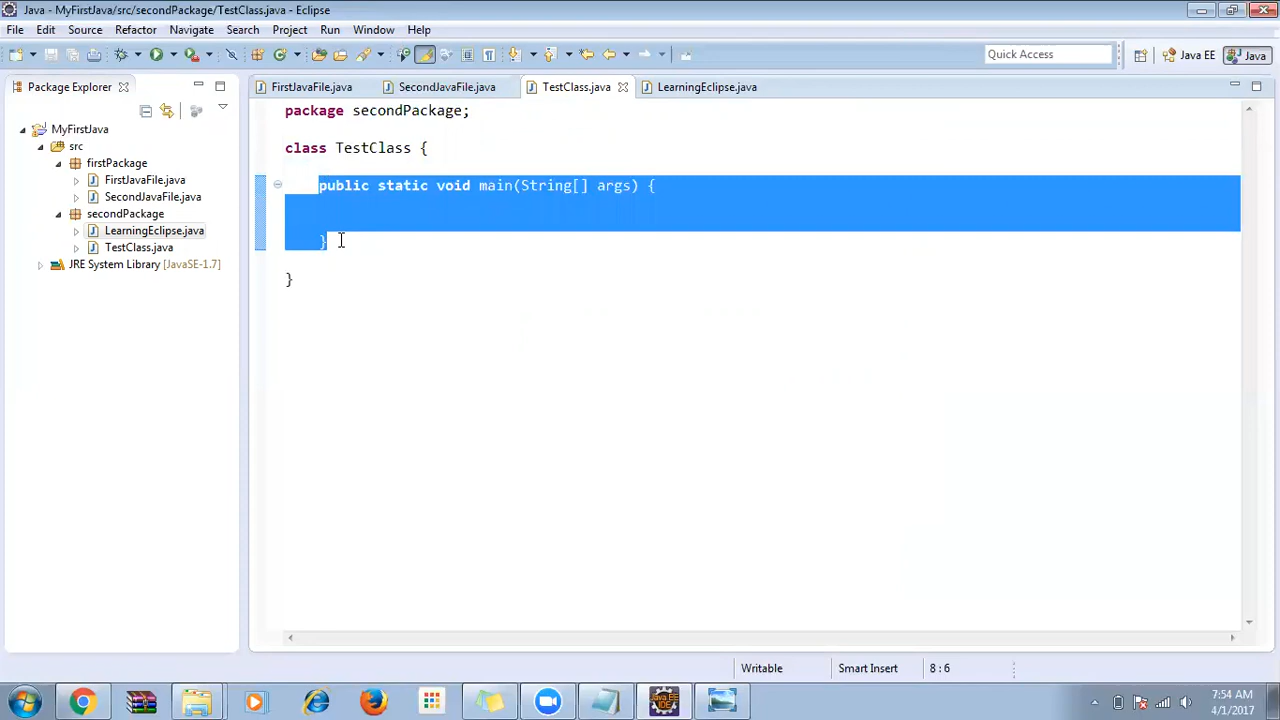 Java - MyFirstJava/src/secondPackage/TestClass.java - Eclipse
File Edit Source Refactor Navigate Search Project Run Window Help
Quick Access
Java EE
Java
Package Explorer
FirstJavaFile.java
SecondJavaFile.java
TestClass.java
LearningEclipse.java
MyFirstJava
src
firstPackage
FirstJavaFile.java
SecondJavaFile.java
secondPackage
LearningEclipse.java
TestClass.java
JRE System Library [JavaSE-1.7]
package secondPackage;
class TestClass {
public static void main(String[] args) {
}
}
Writable
Smart Insert
8 : 6
Java EE
IDE
7:54 AM
4/1/2017